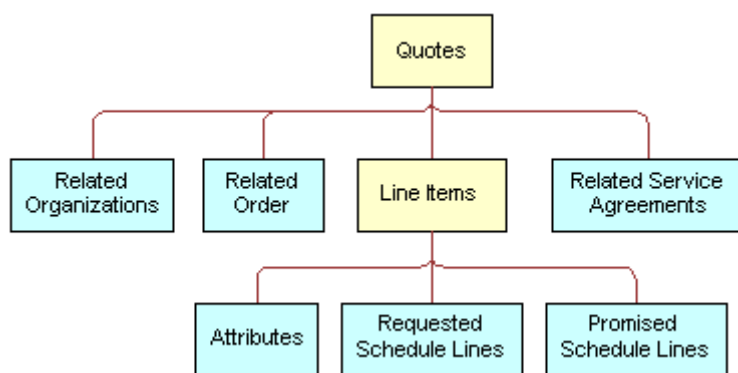 Quotes
Related
Organizations
Related
Order
Line Items
Related Service
Agreements
Attributes
Requested
Schedule Lines
Promised
Schedule Lines